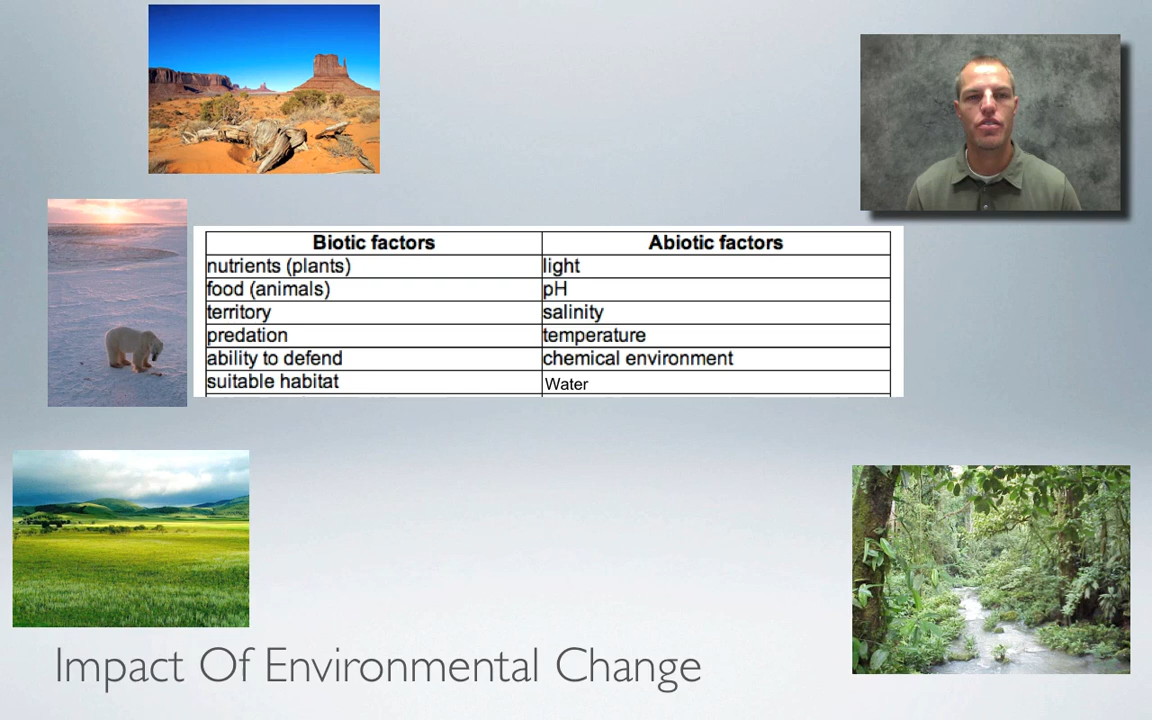 Biotic factors Abiotic factors
nutrients (plants) light
food (animals) pH
territory salinity
predation temperature
ability to defend chemical environment
suitable habitat Water
Impact Of Environmental Change